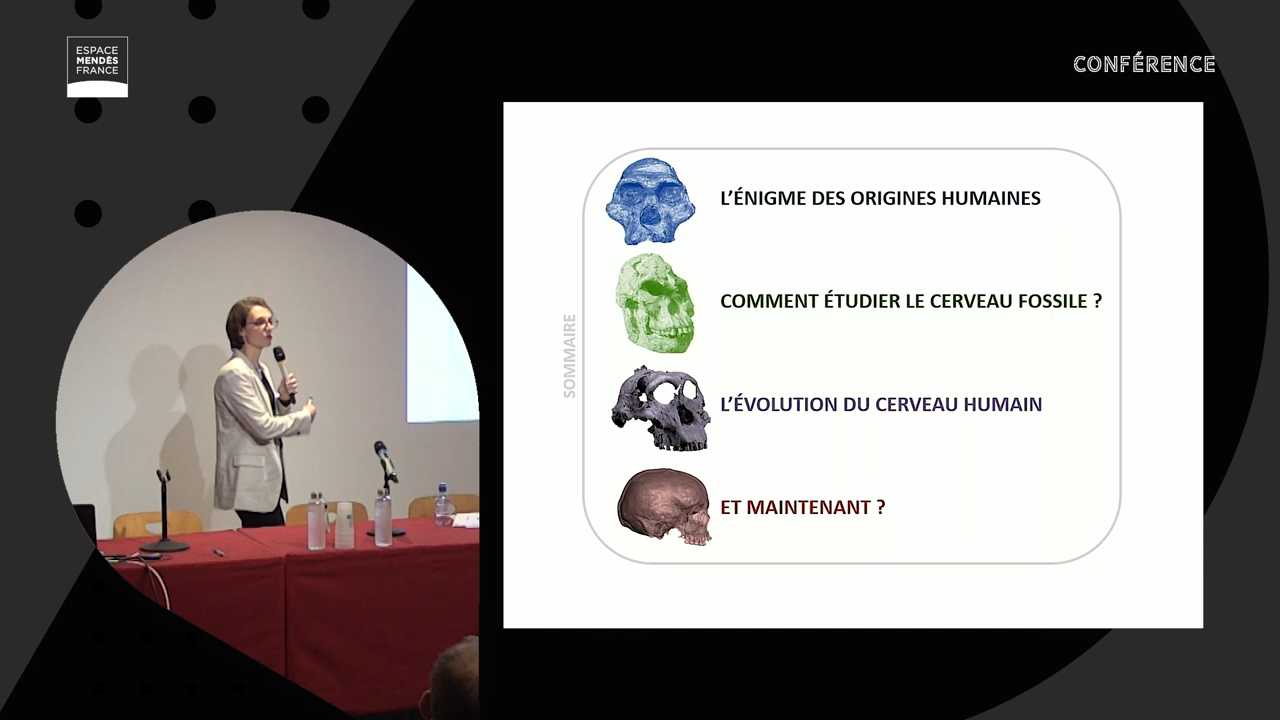 ESPACE
MENDÈS
FRANCE
CONFÉRENCE
SOMMAIRE
L'ÉNIGME DES ORIGINES HUMAINES
COMMENT ÉTUDIER LE CERVEAU FOSSILE ?
L'ÉVOLUTION DU CERVEAU HUMAIN
ET MAINTENANT ?